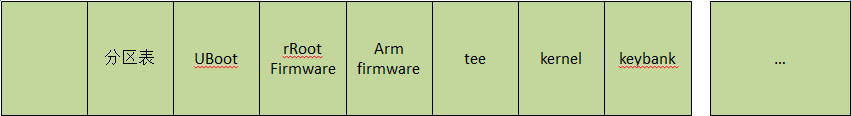 分区表
UBoot
rRoot
Firmware
Arm
firmware
tee
kernel
keybank
...